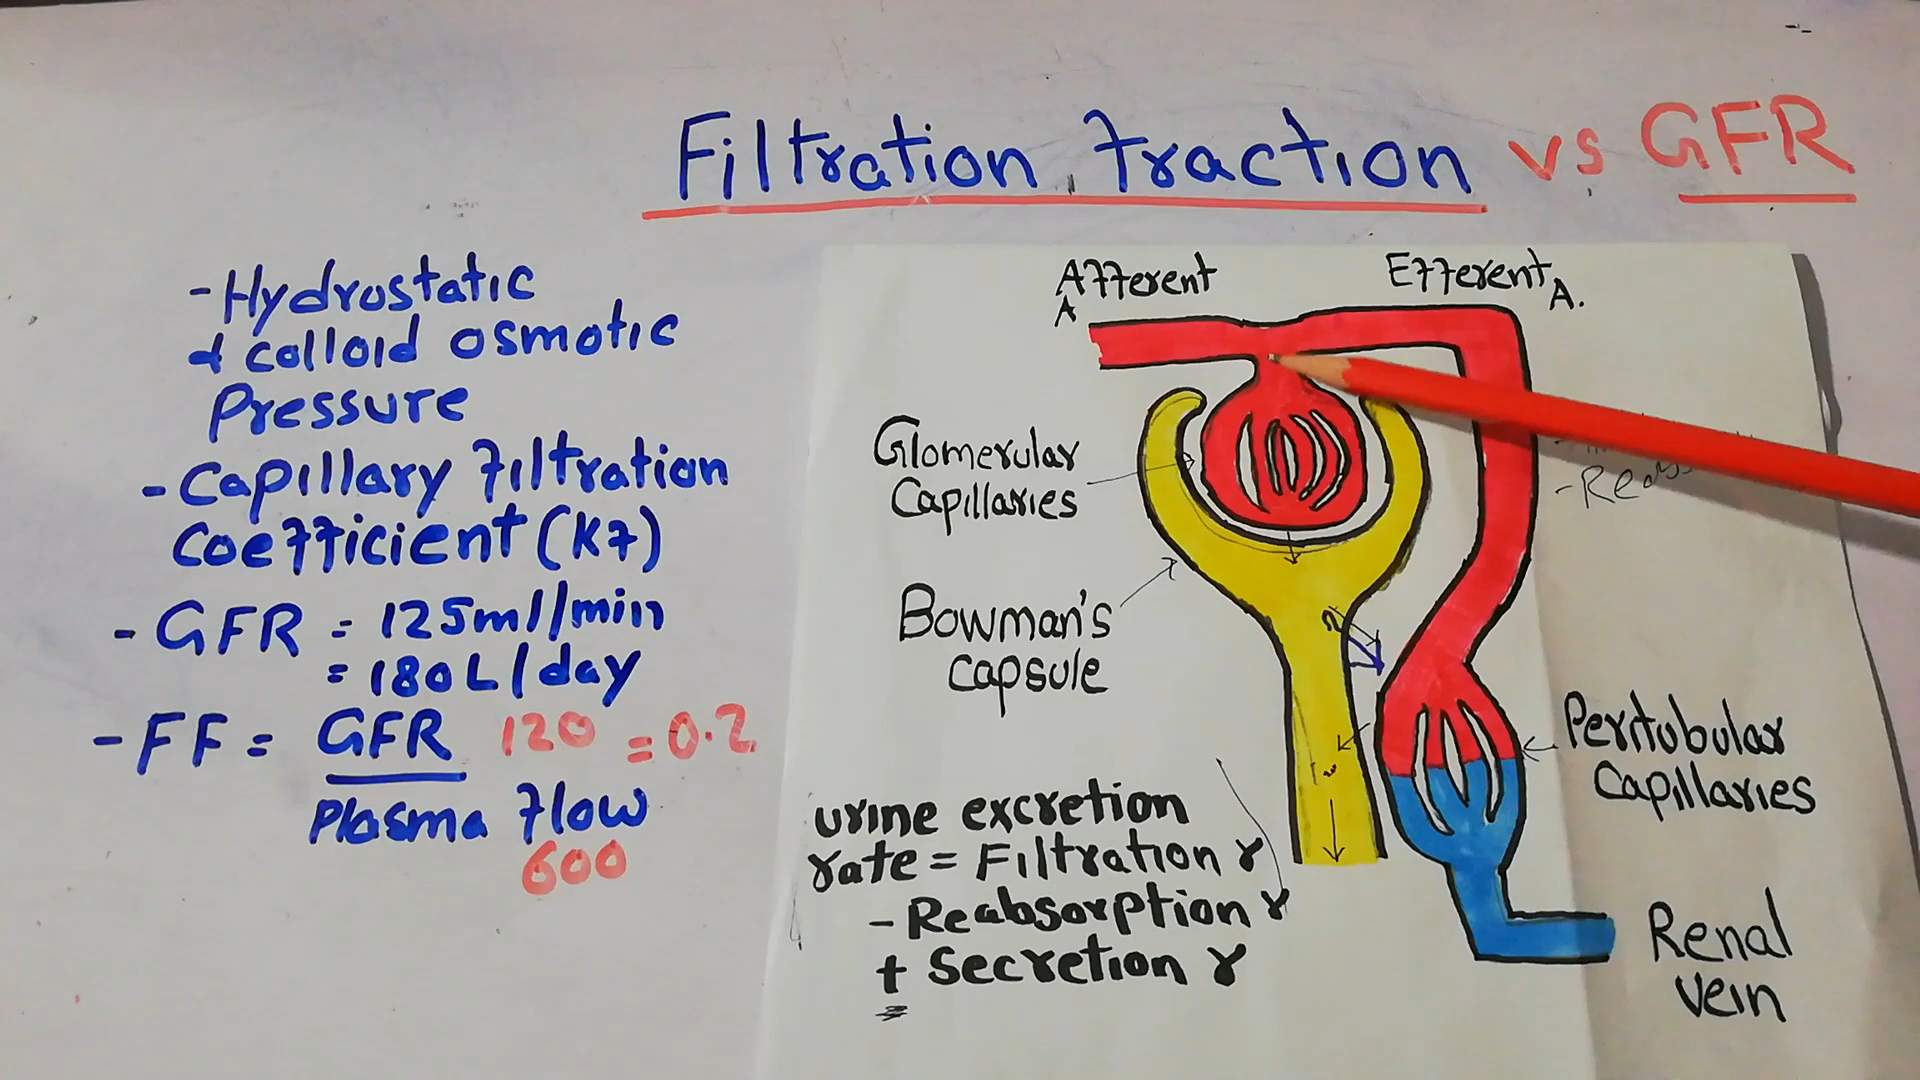 Filtration fraction vs GFR
- Hydrostatic
& colloid osmotic
Pressure
- Capillary filtration
coefficient (Kf)
- GFR = 125ml/min
= 180L/day
- FF = GFR 120 = 0.2
Plasma flow
600
Afferent
A
Efferent
A.
Glomerular
Capillaries
Bowman's
capsule
Peritubular
Capillaries
urine excretion
rate = Filtration r
- Reabsorption r
+ Secretion r
Renal
vein